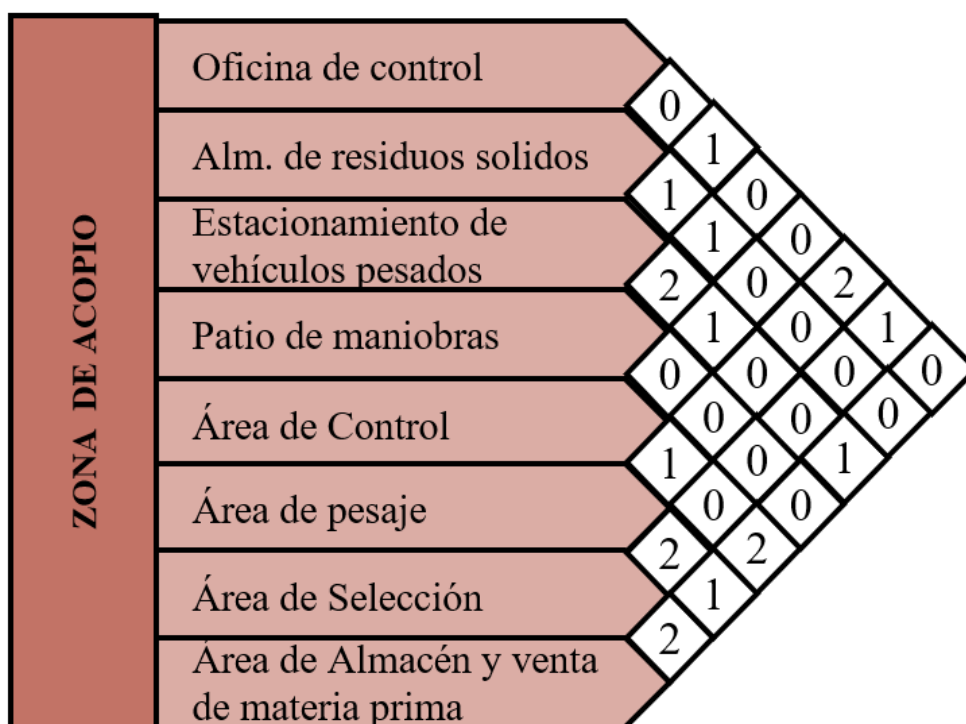 ZONA DE ACOPIO
Oficina de control
Alm. de residuos solidos
Estacionamiento de
vehículos pesados
Patio de maniobras
Área de Control
Área de pesaje
Área de Selección
Área de Almacén y venta
de materia prima
0
1
1 0
1 0
2 0 2
1 0 1
0 0 0 0
0 0 0
1 0 1
0 0
2 2
1
2